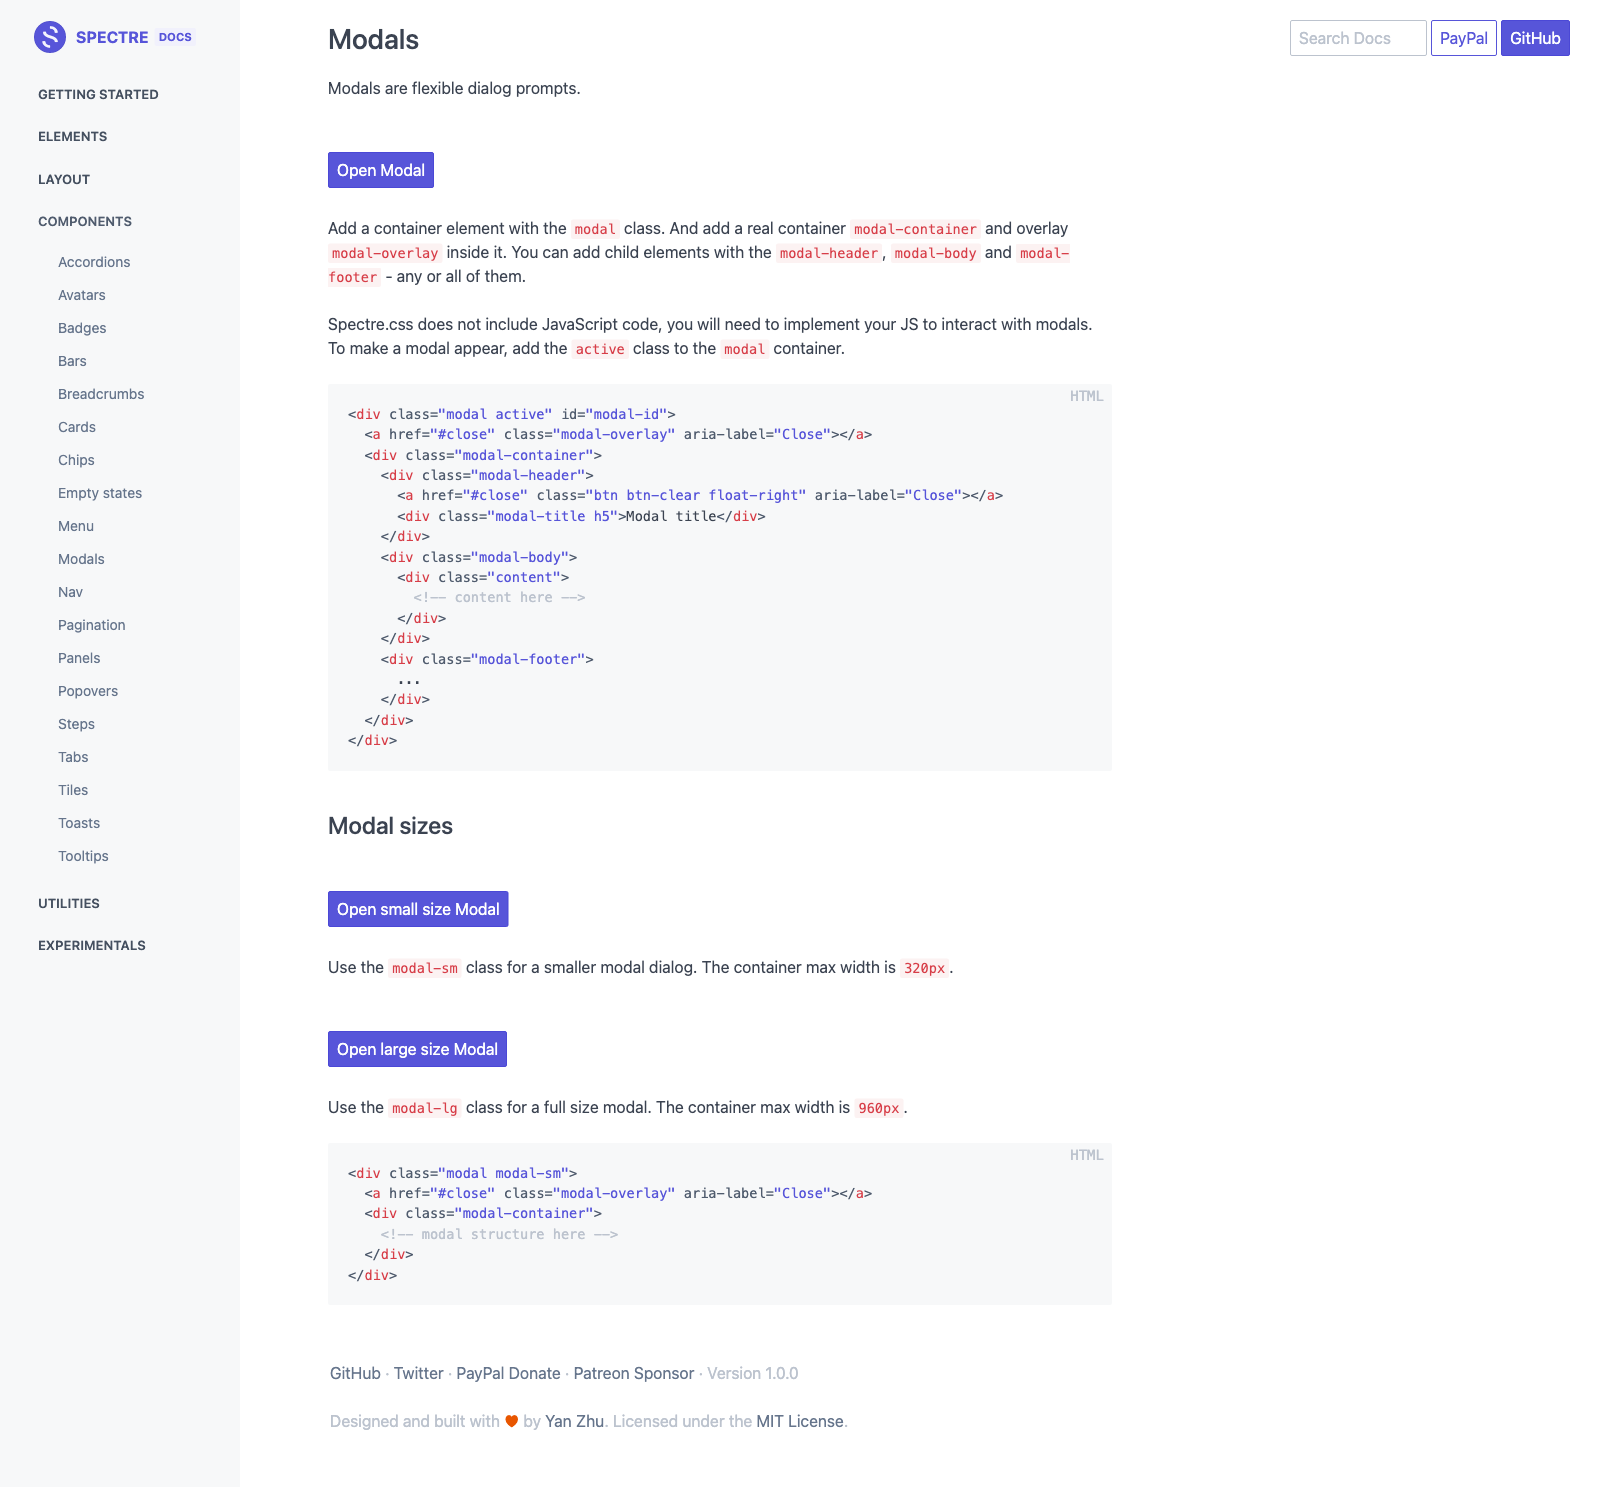 SPECTRE DOCS
GETTING STARTED
ELEMENTS
LAYOUT
COMPONENTS
Accordions
Avatars
Badges
Bars
Breadcrumbs
Cards
Chips
Empty states
Menu
Modals
Nav
Pagination
Panels
Popovers
Steps
Tabs
Tiles
Toasts
Tooltips
UTILITIES
EXPERIMENTALS
Search Docs PayPal GitHub
Modals
Modals are flexible dialog prompts.
Open Modal
Add a container element with the modal class. And add a real container modal-container and overlay
modal-overlay inside it. You can add child elements with the modal-header, modal-body and modal-
footer - any or all of them.
Spectre.css does not include JavaScript code, you will need to implement your JS to interact with modals.
To make a modal appear, add the active class to the modal container.
HTML
<div class="modal active" id="modal-id">
  <a href="#close" class="modal-overlay" aria-label="Close"></a>
  <div class="modal-container">
    <div class="modal-header">
      <a href="#close" class="btn btn-clear float-right" aria-label="Close"></a>
      <div class="modal-title h5">Modal title</div>
    </div>
    <div class="modal-body">
      <div class="content">
        <!-- content here -->
      </div>
    </div>
    <div class="modal-footer">
      ...
    </div>
  </div>
</div>
Modal sizes
Open small size Modal
Use the modal-sm class for a smaller modal dialog. The container max width is 320px.
Open large size Modal
Use the modal-lg class for a full size modal. The container max width is 960px.
HTML
<div class="modal modal-sm">
  <a href="#close" class="modal-overlay" aria-label="Close"></a>
  <div class="modal-container">
    <!-- modal structure here -->
  </div>
</div>
GitHub · Twitter · PayPal Donate · Patreon Sponsor · Version 1.0.0
Designed and built with ♥ by Yan Zhu. Licensed under the MIT License.